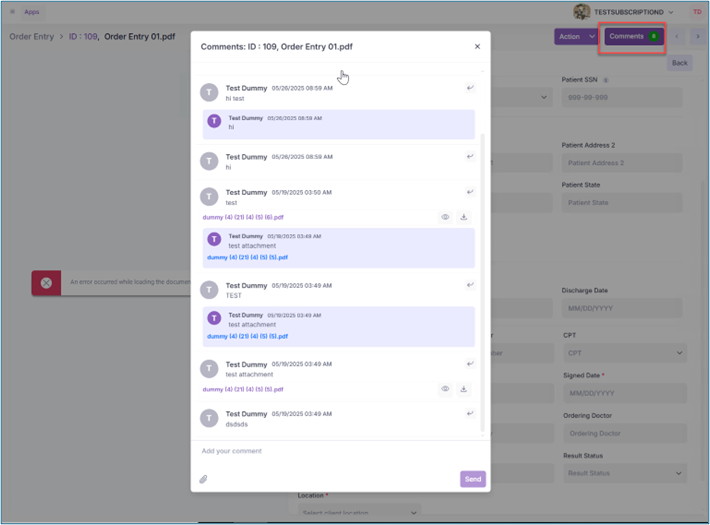 Apps
TESTSUBSCRIPTIOND
TD
Order Entry > ID : 109, Order Entry 01.pdf
Action
Comments
Back
Comments: ID : 109, Order Entry 01.pdf
Patient SSN
999-99-999
T
Test Dummy 05/26/2025 08:59 AM
hi test
T
Test Dummy 05/26/2025 08:59 AM
hi
Patient Address 2
Patient Address 2
T
Test Dummy 05/26/2025 08:59 AM
hi
Patient State
Patient State
T
Test Dummy 05/19/2025 03:50 AM
test
dummy (4) (21) (4) (5) (6).pdf
T
Test Dummy 05/19/2025 03:49 AM
test attachment
dummy (4) (21) (4) (5) (5).pdf
An error occurred while loading the documen
T
Test Dummy 05/19/2025 03:49 AM
TEST
Discharge Date
MM/DD/YYYY
T
Test Dummy 05/19/2025 03:49 AM
test attachment
dummy (4) (21) (4) (5) (5).pdf
CPT
CPT
T
Test Dummy 05/19/2025 03:49 AM
test attachment
dummy (4) (21) (4) (5) (5).pdf
Signed Date *
MM/DD/YYYY
T
Test Dummy 05/19/2025 03:49 AM
dsdsds
Ordering Doctor
Ordering Doctor
Add your comment
Result Status
Result Status
Send
Location *
Select client location